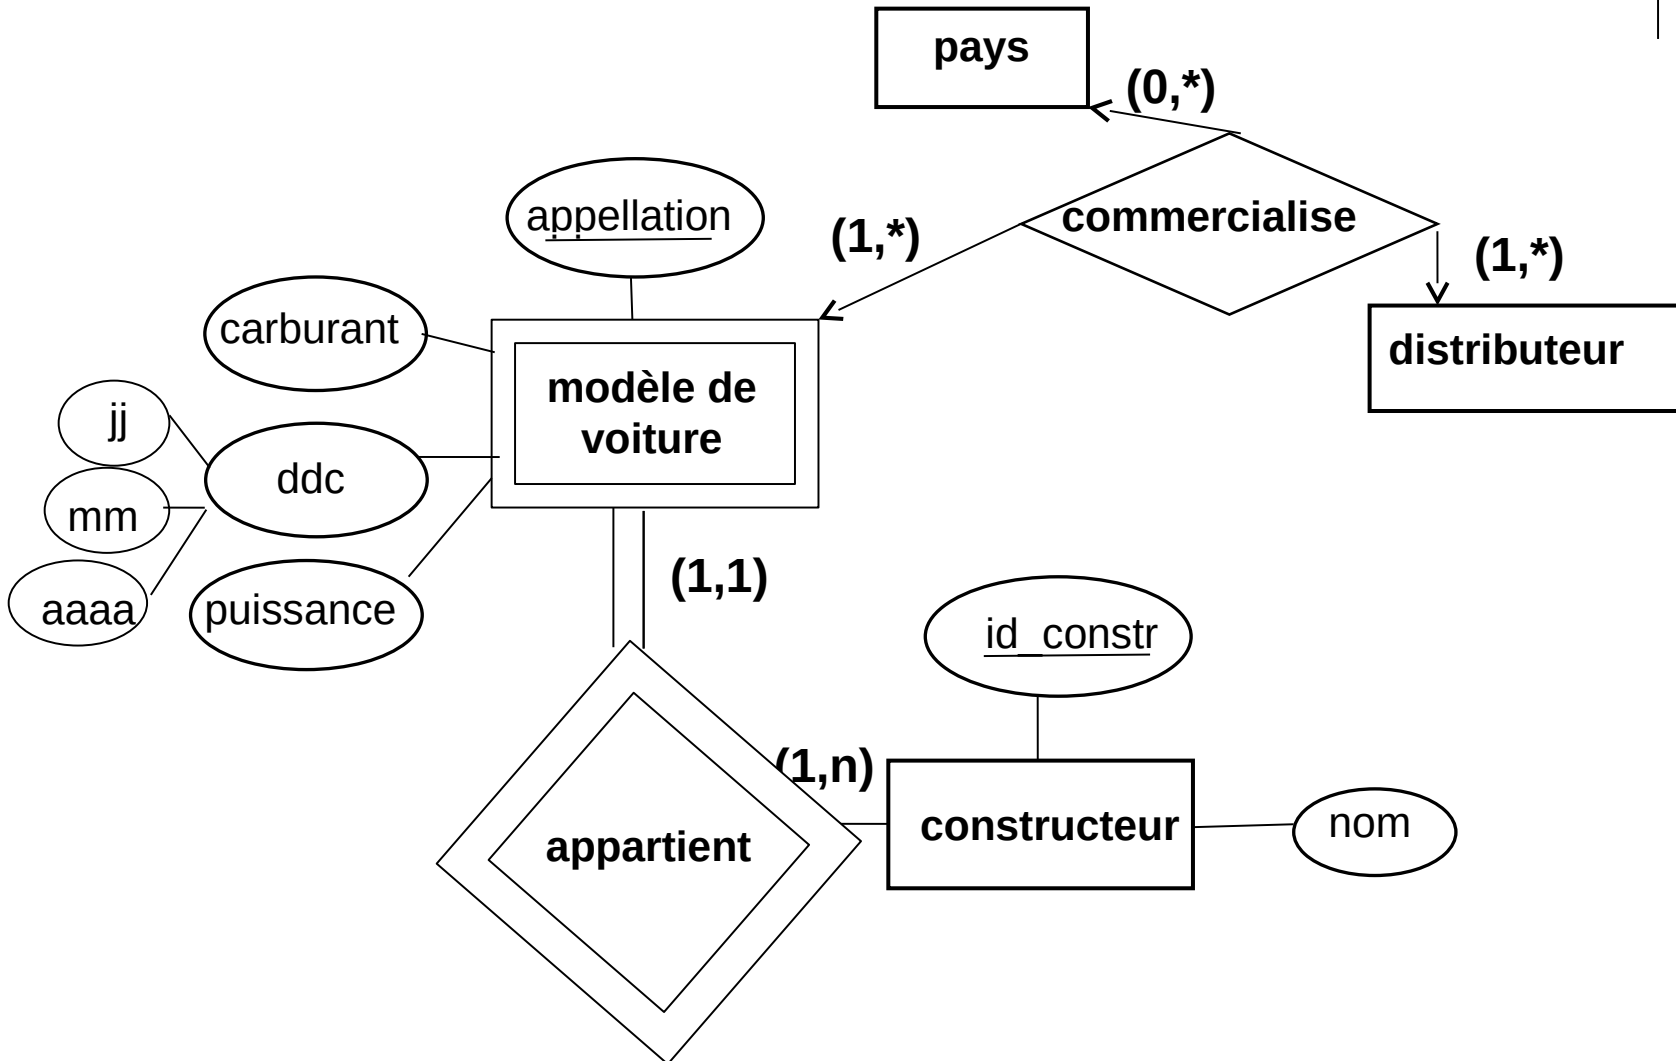 pays
(0,*)
commercialise
appellation
(1,*)
(1,*)
carburant
distributeur
modèle de
voiture
jj
ddc
mm
aaaa
puissance
(1,1)
id_constr
(1,n)
constructeur
nom
appartient